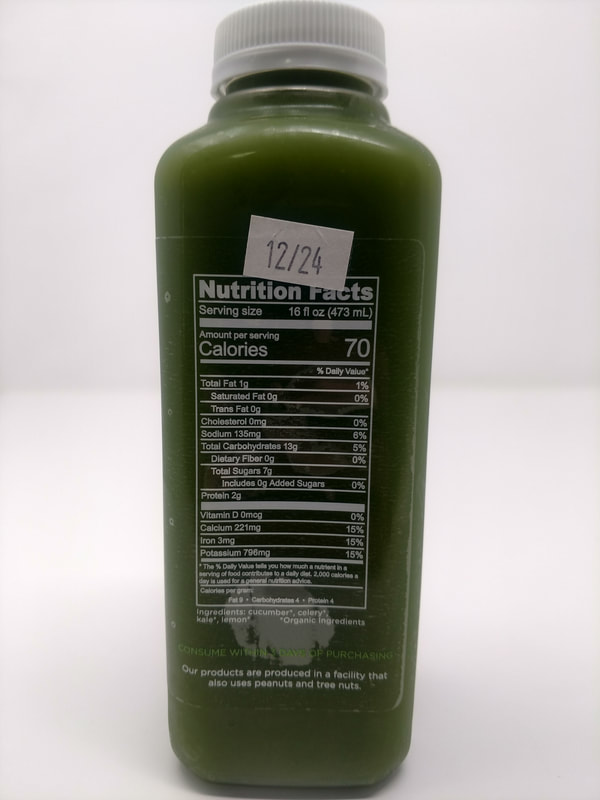 12/24
Nutrition Facts
Serving size 16 fl oz (473 mL)
Amount per serving
Calories 70
% Daily Value*
Total Fat 1g 1%
Saturated Fat 0g 0%
Trans Fat 0g
Cholesterol 0mg 0%
Sodium 135mg 6%
Total Carbohydrates 13g 5%
Dietary Fiber 0g 0%
Total Sugars 7g
Includes 0g Added Sugars 0%
Protein 2g
Vitamin D 0mcg 0%
Calcium 221mg 15%
Iron 3mg 15%
Potassium 796mg 15%
* The % Daily Value tells you how much a nutrient in a
serving of food contributes to a daily diet. 2,000 calories a
day is used for a general nutrition advice.
Calories per gram:
Fat 9 • Carbohydrates 4 • Protein 4
Ingredients: cucumber*, celery*,
kale*, lemon* *Organic Ingredients
CONSUME WITHIN DAYS OF PURCHASING
Our products are produced in a facility that
also uses peanuts and tree nuts.